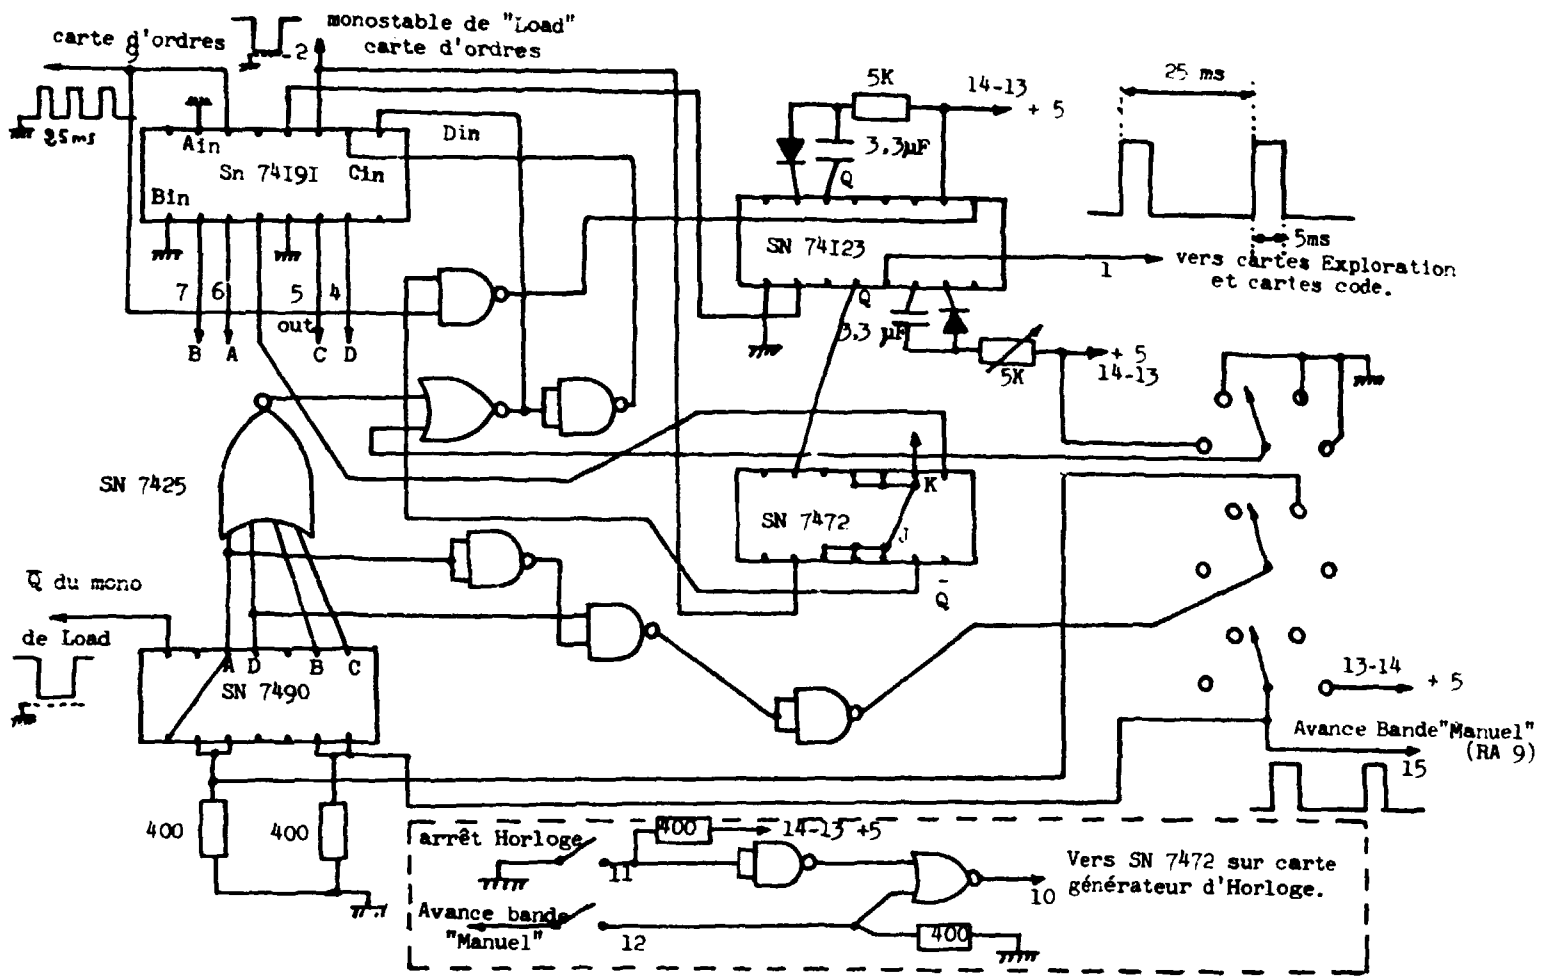 carte d'ordres
9
-2
monostable de "Load"
carte d'ordres
25ms
Ain
Sn 74I9I
Cin
Din
Bin
7
6
5
4
out
B
A
C
D
5K
14-13
+ 5
3,3µF
Q
SN 74I23
Q
3,3 µF
5K
+ 5
14-13
25 ms
5ms
1
vers cartes Exploration
et cartes code.
SN 7425
K
SN 7472
J
Q̅
Q̅ du mono
de Load
A
D
B
C
SN 7490
400
400
13-14
+ 5
Avance Bande"Manuel"
(RA 9)
15
arrêt Horloge
400
14-13 +5
11
Vers SN 7472 sur carte
générateur d'Horloge.
10
Avance bande
"Manuel"
12
400